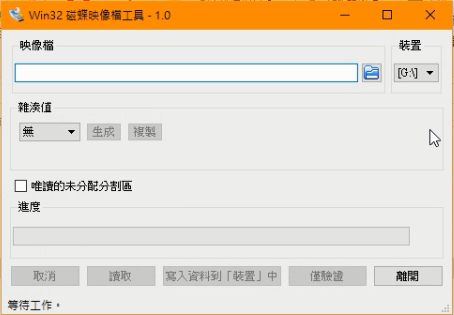 Win32 磁蝶映像檔工具 - 1.0
映像檔
裝置
[G:\]
雜湊值
無
生成
複製
唯讀的未分配分割區
進度
取消
讀取
寫入資料到「裝置」中
僅驗證
離開
等待工作。